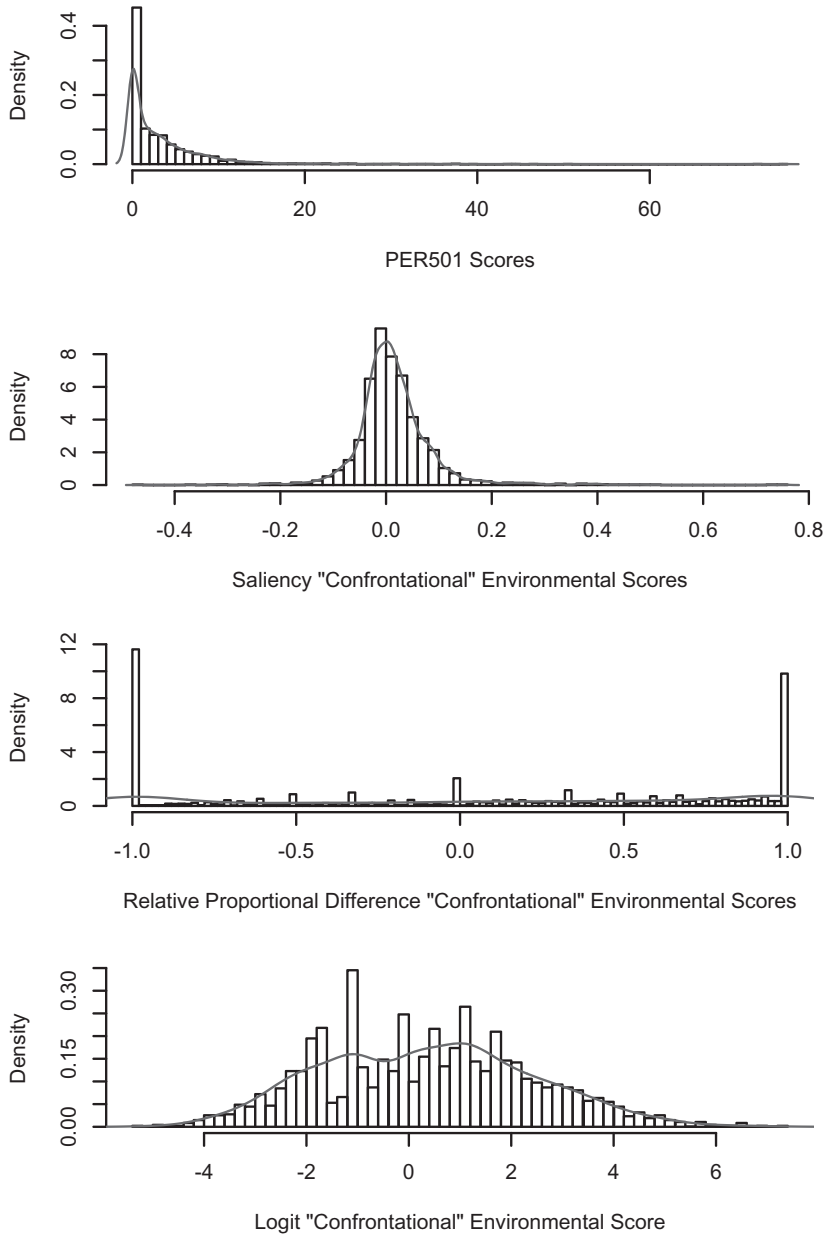 Density
0.4
0.2
0.0
0 20 40 60
PER501 Scores
Density
8
6
4
2
0
-0.4 -0.2 0.0 0.2 0.4 0.6 0.8
Saliency "Confrontational" Environmental Scores
Density
12
8
4
0
-1.0 -0.5 0.0 0.5 1.0
Relative Proportional Difference "Confrontational" Environmental Scores
Density
0.30
0.15
0.00
-4 -2 0 2 4 6
Logit "Confrontational" Environmental Score